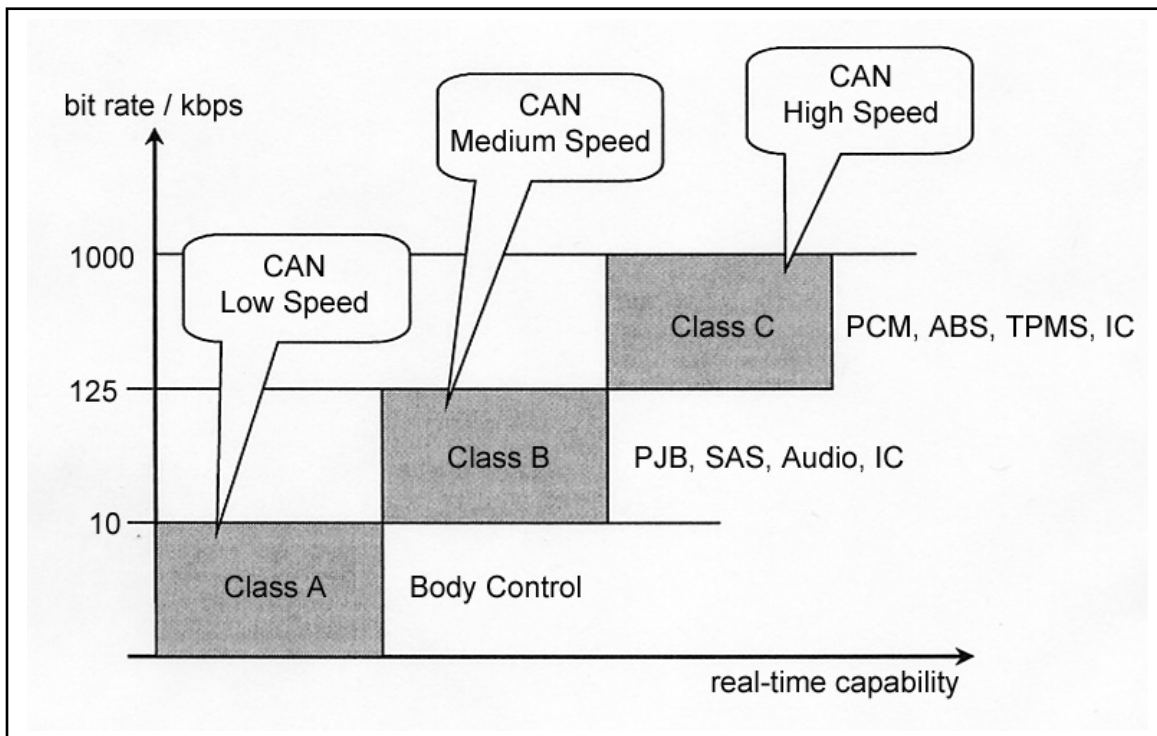 bit rate / kbps
CAN
Medium Speed
CAN
High Speed
1000
CAN
Low Speed
Class C
PCM, ABS, TPMS, IC
125
Class B
PJB, SAS, Audio, IC
10
Class A
Body Control
real-time capability